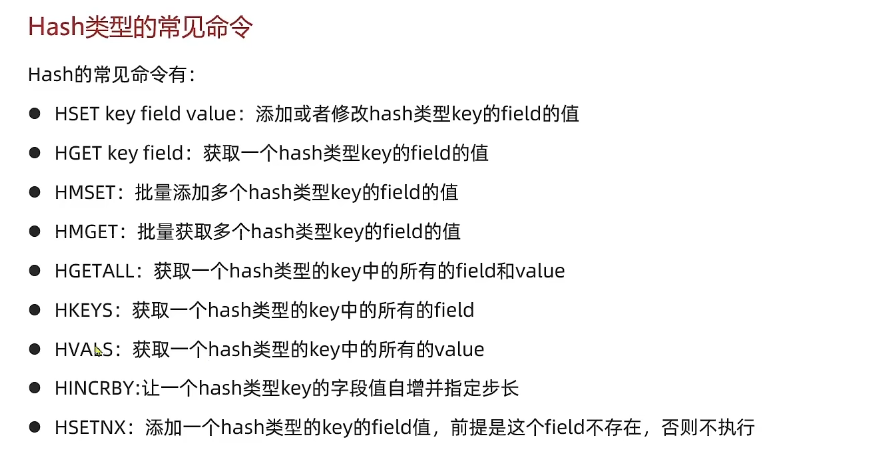 Hash类型的常见命令
Hash的常见命令有：
● HSET key field value：添加或者修改hash类型key的field的值
● HGET key field：获取一个hash类型key的field的值
● HMSET：批量添加多个hash类型key的field的值
● HMGET：批量获取多个hash类型key的field的值
● HGETALL：获取一个hash类型的key中的所有的field和value
● HKEYS：获取一个hash类型的key中的所有的field
● HVALS：获取一个hash类型的key中的所有的value
● HINCRBY:让一个hash类型key的字段值自增并指定步长
● HSETNX：添加一个hash类型的key的field值，前提是这个field不存在，否则不执行